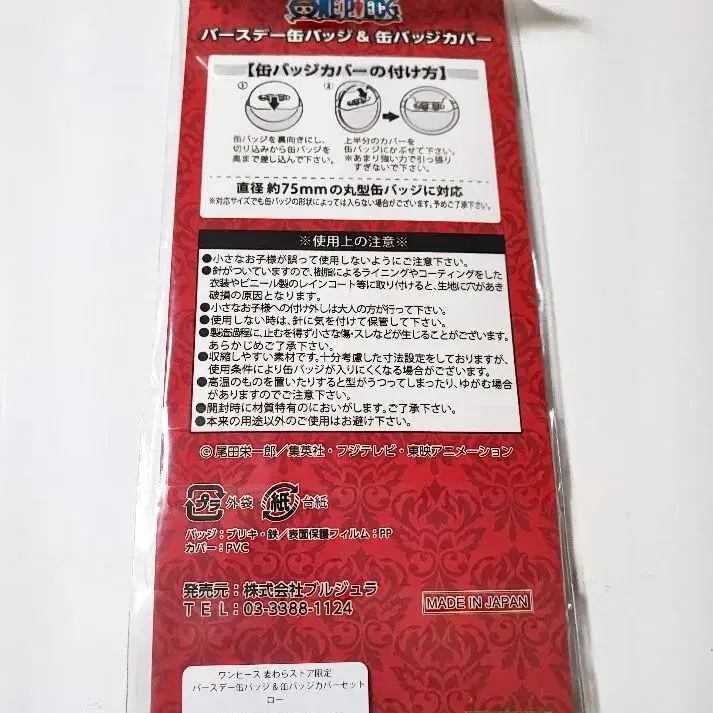 ONE PIECE
バースデー缶バッジ & 缶バッジカバー
【缶バッジカバーの付け方】
①
缶バッジを裏向きにし、
切り込みから缶バッジを
奥まで差し込んで下さい。
②
上半分のカバーを
缶バッジにかぶせて下さい。
※あまり強い力で引っ張り
すぎないで下さい。
直径 約75mmの丸型缶バッジに対応
※対応サイズでも缶バッジの形状によっては入らない場合がございます。予めご了承下さい。
※使用上の注意※
●小さなお子様が誤って使用しないようにご注意下さい。
●針がついていますので、樹脂によるライニングやコーティングをした
衣装やビニール製のレインコート等に取り付けると、生地に穴があき
破損の原因となります。
●小さなお子様への付け外しは大人の方が行って下さい。
●使用しない時は、針に気を付けて保管して下さい。
●製造過程に、止むを得ず小さな傷・スレなどが生じることがございます。
あらかじめご了承下さい。
●収縮しやすい素材です。十分考慮した寸法設定をしておりますが、
使用条件により缶バッジが入りにくくなる場合がございます。
●高温のものを置いたりすると型がうつってしまったり、ゆがむ場合
がありますのでご注意下さい。
●開封時に材質特有のにおいがします。ご了承下さい。
●本来の用途以外のご使用はお避け下さい。
© 尾田栄一郎／集英社・フジテレビ・東映アニメーション
プラ 外袋 紙 台紙
バッジ：ブリキ・鉄／表面保護フィルム：PP
カバー：PVC
発売元：株式会社ブルジュラ
TEL：03-3388-1124
MADE IN JAPAN
ワンピース 麦わらストア限定
バースデー缶バッジ&缶バッジカバーセット
ロー